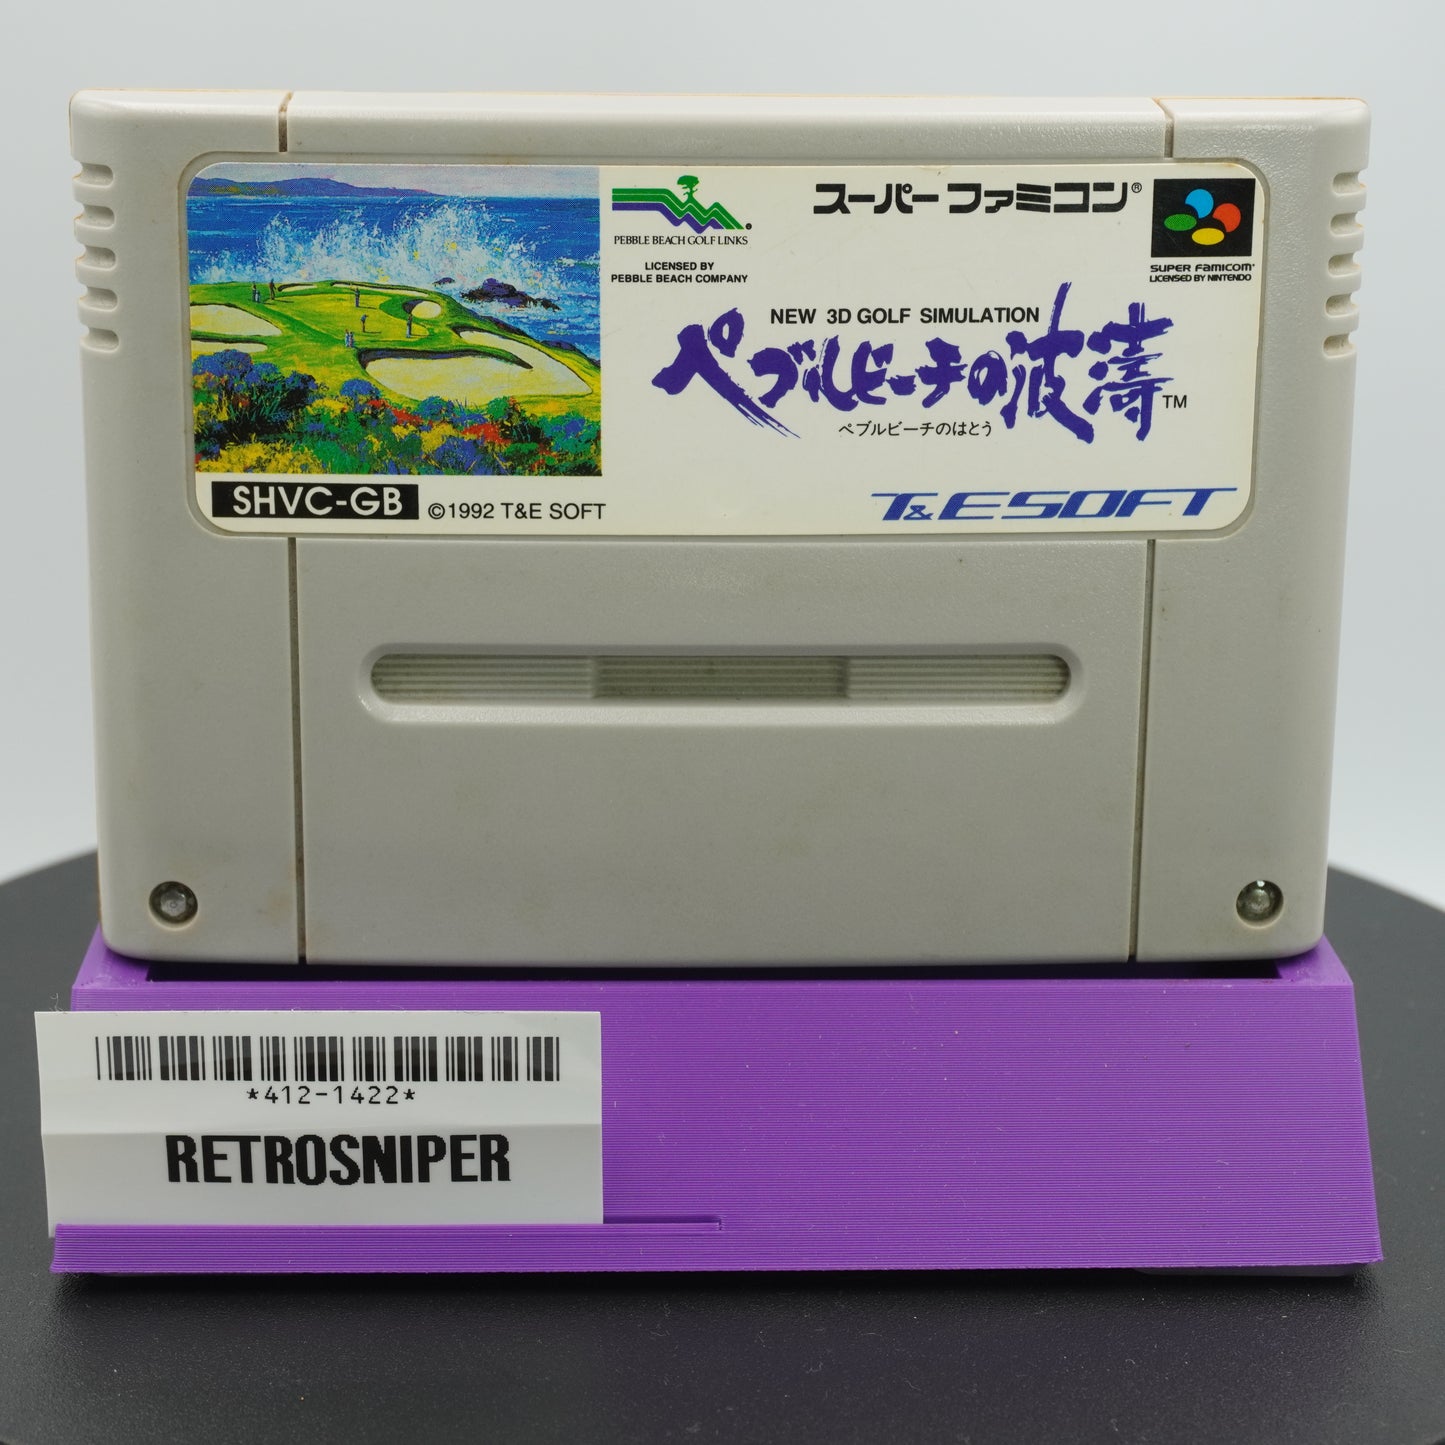 PEBBLE BEACH GOLF LINKS
LICENSED BY
PEBBLE BEACH COMPANY
スーパーファミコン®
SUPER FAMICOM®
LICENSED BY NINTENDO
NEW 3D GOLF SIMULATION
ペブルビーチの波濤™
ペブルビーチのはとう
SHVC-GB ©1992 T&E SOFT
T&E SOFT
*412-1422*
RETROSNIPER